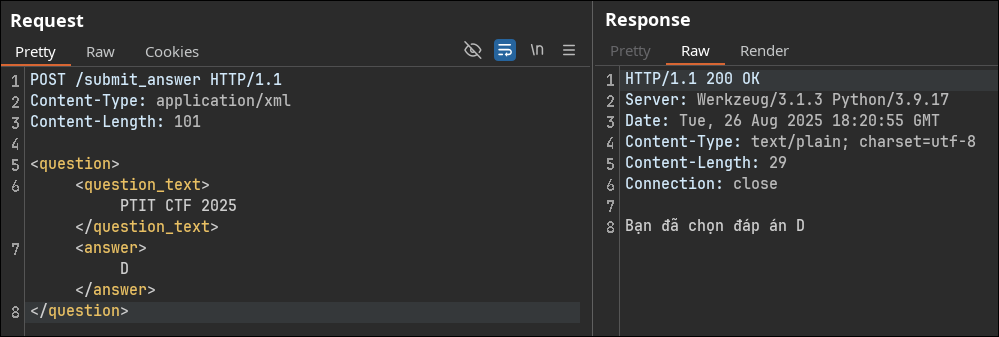 Request
Pretty Raw Cookies \n
1 POST /submit_answer HTTP/1.1
2 Content-Type: application/xml
3 Content-Length: 101
4
5 <question>
6 <question_text>
PTIT CTF 2025
</question_text>
7 <answer>
D
</answer>
8 </question>
Response
Pretty Raw Render
1 HTTP/1.1 200 OK
2 Server: Werkzeug/3.1.3 Python/3.9.17
3 Date: Tue, 26 Aug 2025 18:20:55 GMT
4 Content-Type: text/plain; charset=utf-8
5 Content-Length: 29
6 Connection: close
7
8 Bạn đã chọn đáp án D